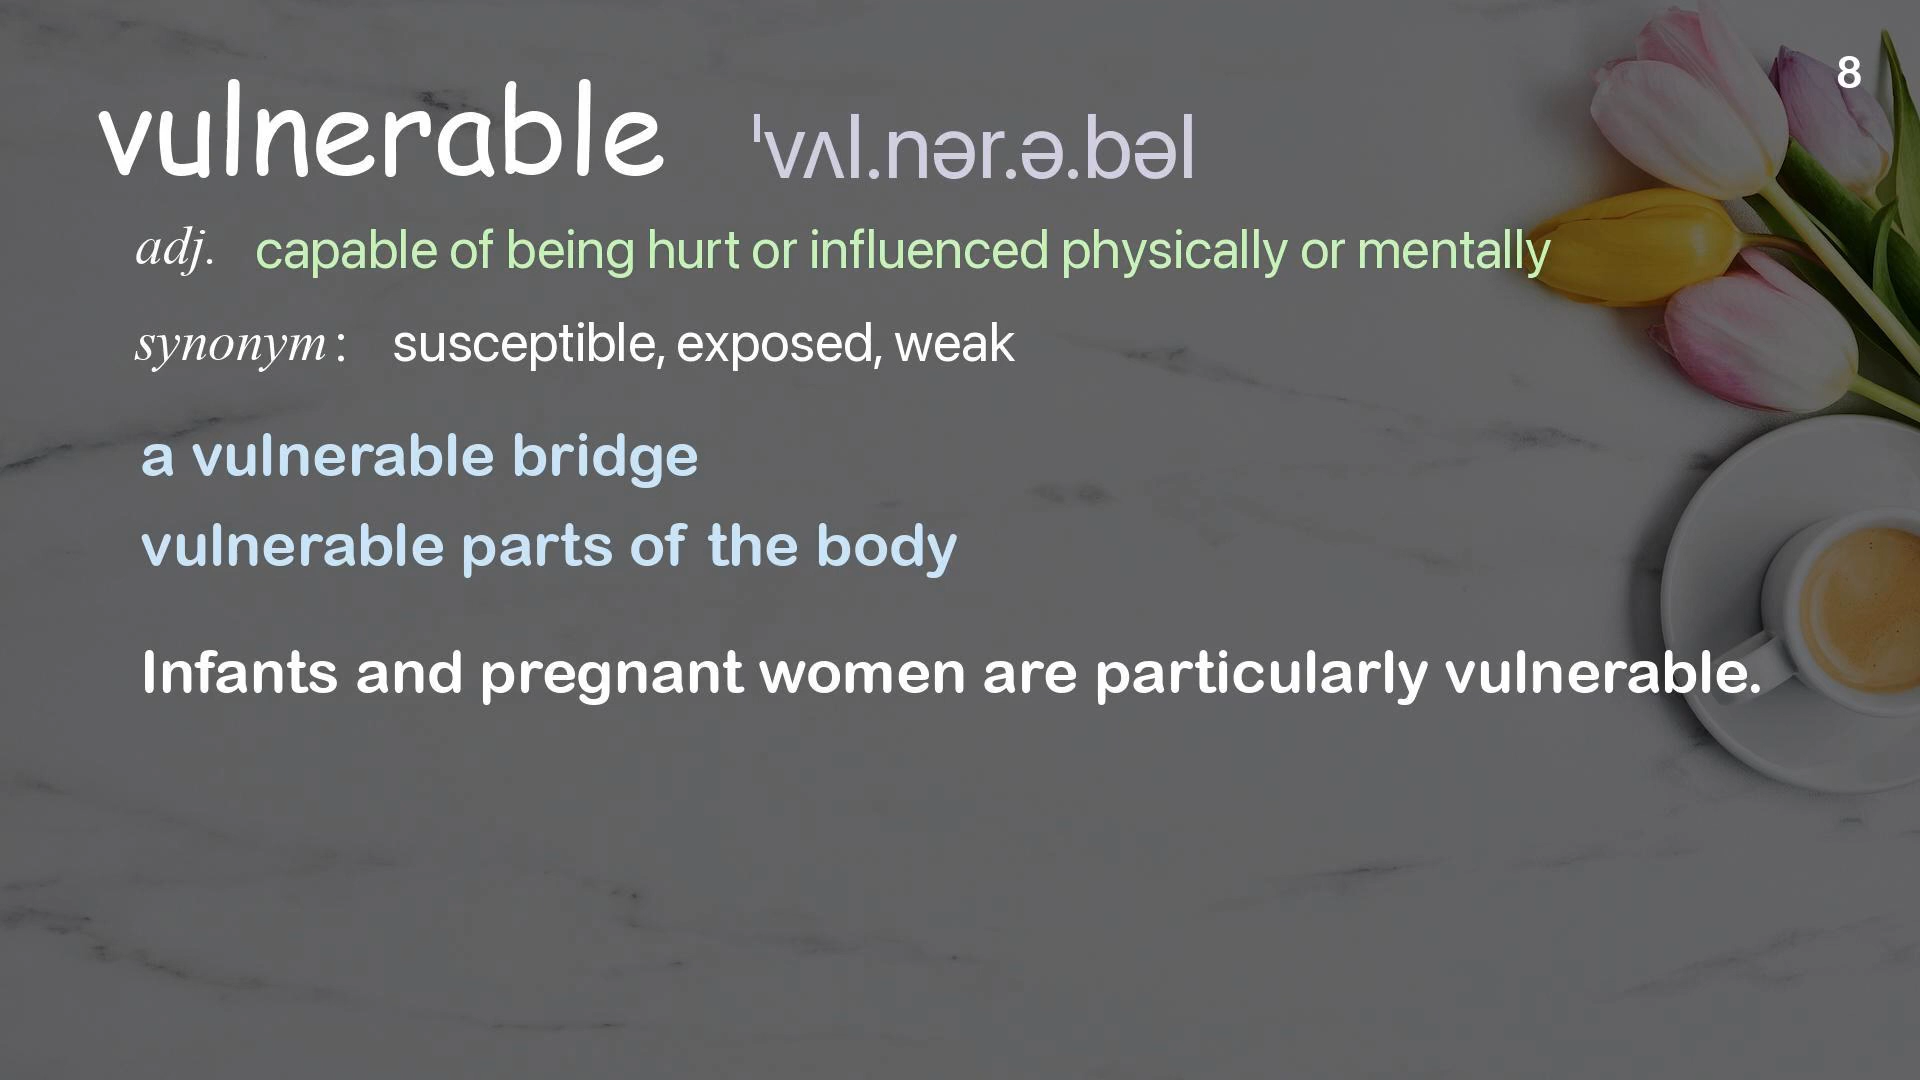 8
vulnerable ˈvʌl.nər.ə.bəl
adj. capable of being hurt or influenced physically or mentally
synonym : susceptible, exposed, weak
a vulnerable bridge
vulnerable parts of the body
Infants and pregnant women are particularly vulnerable.